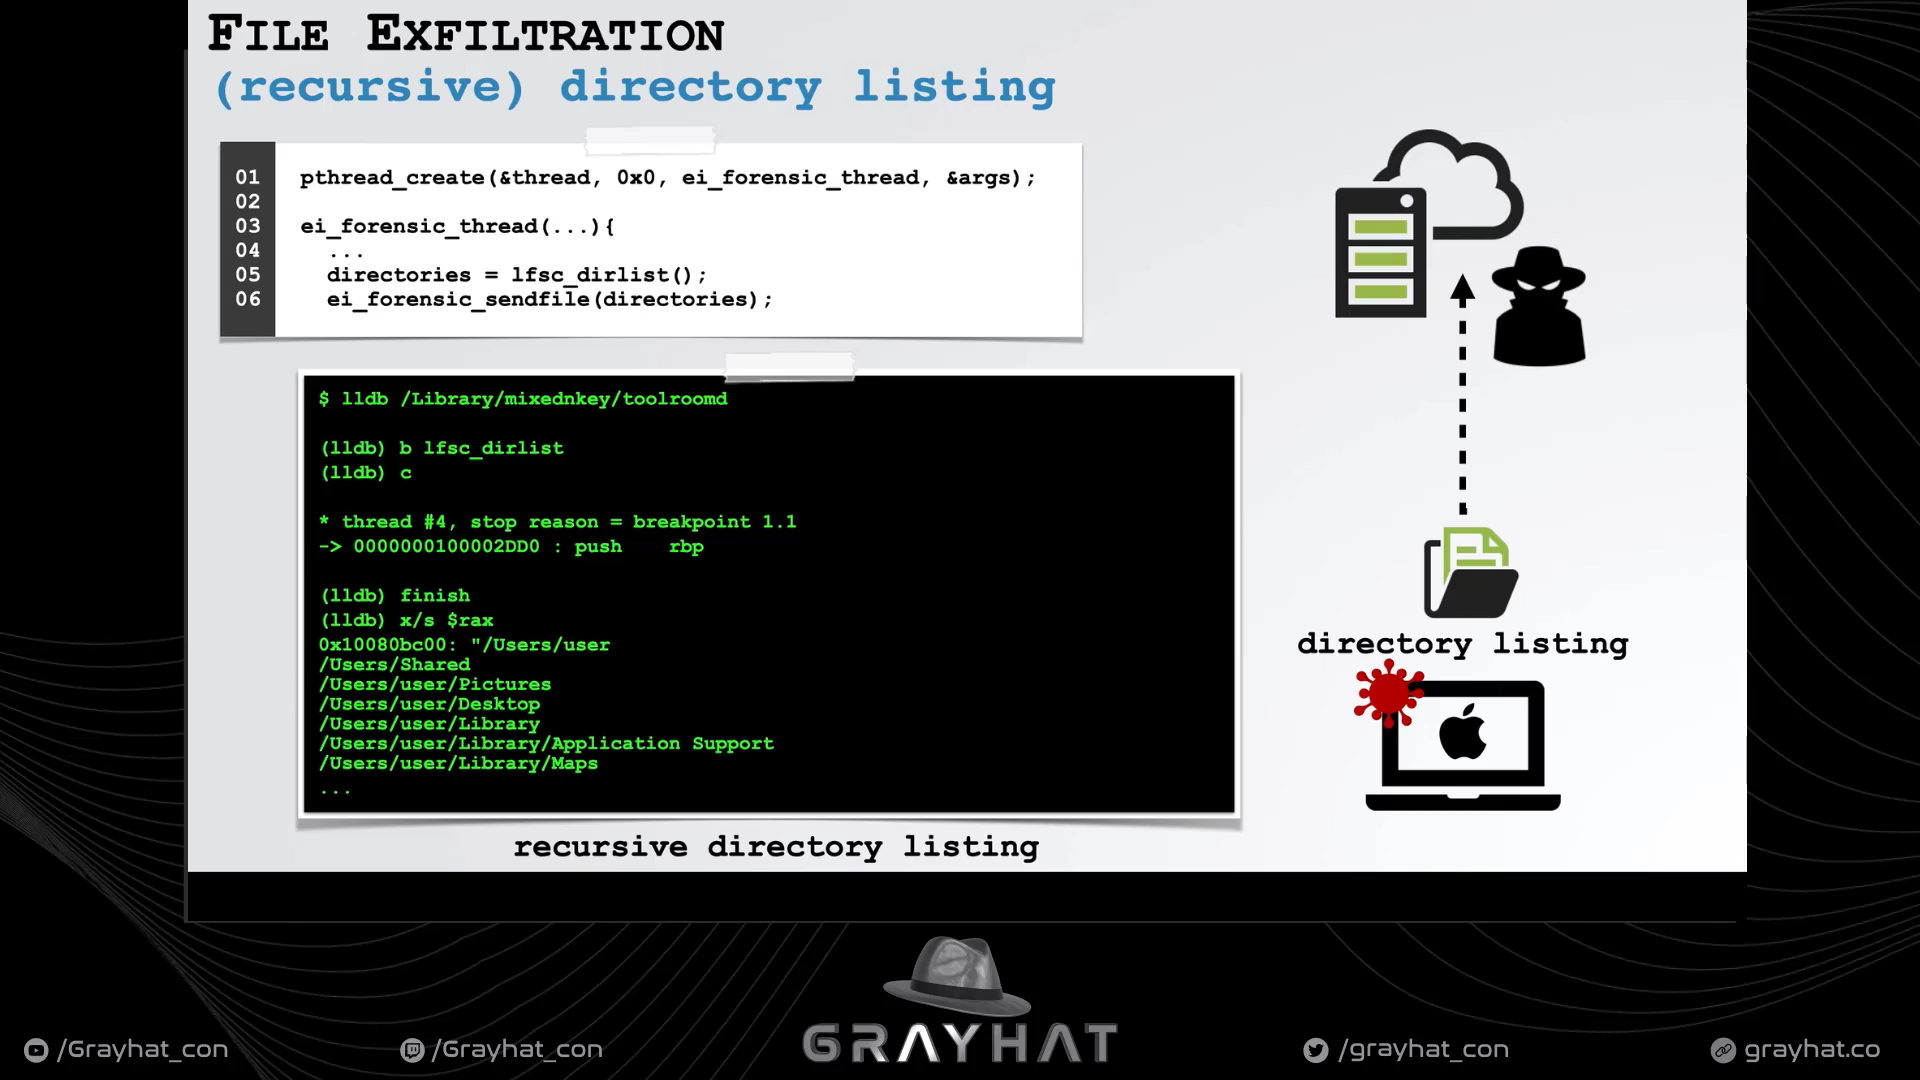 FILE EXFILTRATION
(recursive) directory listing
01 pthread_create(&thread, 0x0, ei_forensic_thread, &args);
02
03 ei_forensic_thread(...){
04 ...
05 directories = lfsc_dirlist();
06 ei_forensic_sendfile(directories);
$ lldb /Library/mixednkey/toolroomd
(lldb) b lfsc_dirlist
(lldb) c
* thread #4, stop reason = breakpoint 1.1
-> 0000000100002DD0 : push rbp
(lldb) finish
(lldb) x/s $rax
0x10080bc00: "/Users/user
/Users/Shared
/Users/user/Pictures
/Users/user/Desktop
/Users/user/Library
/Users/user/Library/Application Support
/Users/user/Library/Maps
...
recursive directory listing
directory listing
GRAYHAT
/Grayhat_con
/Grayhat_con
/grayhat_con
grayhat.co